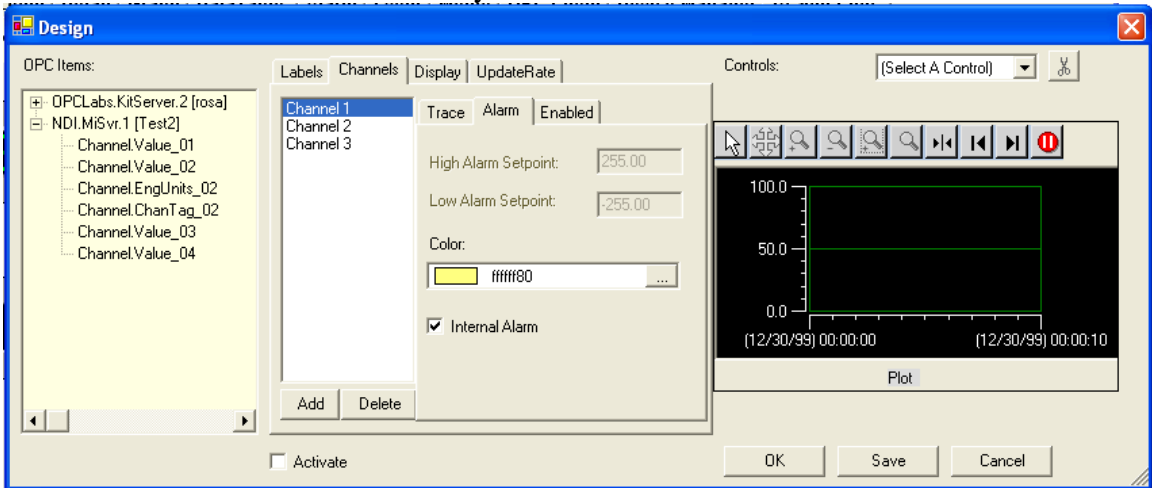 Design
OPC Items:
OPCLabs.KitServer.2 [rosa]
NDI.MiSvr.1 [Test2]
Channel.Value_01
Channel.Value_02
Channel.EngUnits_02
Channel.ChanTag_02
Channel.Value_03
Channel.Value_04
Labels Channels Display UpdateRate
Channel 1
Channel 2
Channel 3
Add Delete
Trace Alarm Enabled
High Alarm Setpoint: 255.00
Low Alarm Setpoint: -255.00
Color:
ffffff80 ...
Internal Alarm
Activate
Controls: (Select A Control)
100.0
50.0
0.0
(12/30/99) 00:00:00 (12/30/99) 00:00:10
Plot
OK Save Cancel